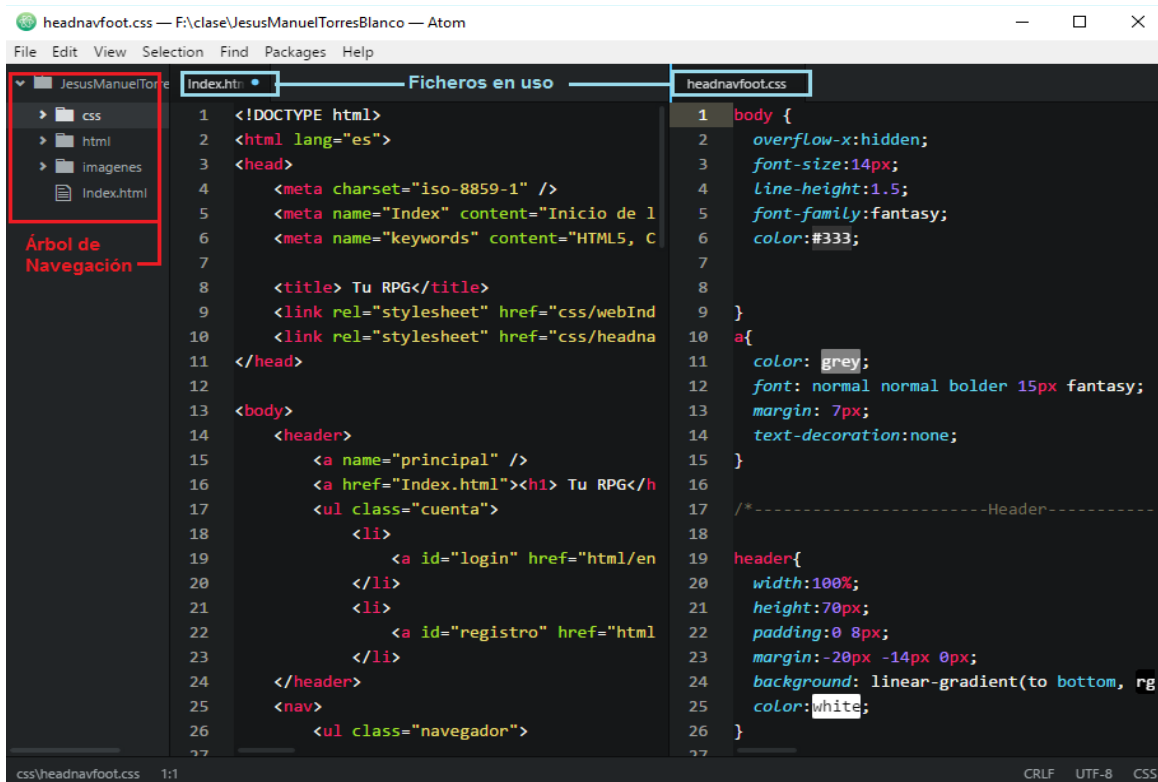 headnavfoot.css — F:\clase\JesusManuelTorresBlanco — Atom
File Edit View Selection Find Packages Help
JesusManuelTorre
css
html
imagenes
Index.html
Árbol de
Navegación
Index.htm
Ficheros en uso
headnavfoot.css
1 <!DOCTYPE html>
2 <html lang="es">
3 <head>
4 <meta charset="iso-8859-1" />
5 <meta name="Index" content="Inicio de l
6 <meta name="keywords" content="HTML5, C
7
8 <title> Tu RPG</title>
9 <link rel="stylesheet" href="css/webInd
10 <link rel="stylesheet" href="css/headna
11 </head>
12
13 <body>
14 <header>
15 <a name="principal" />
16 <a href="Index.html"><h1> Tu RPG</h
17 <ul class="cuenta">
18 <li>
19 <a id="login" href="html/en
20 </li>
21 <li>
22 <a id="registro" href="html
23 </li>
24 </header>
25 <nav>
26 <ul class="navegador">
27
1 body {
2 overflow-x:hidden;
3 font-size:14px;
4 line-height:1.5;
5 font-family:fantasy;
6 color:#333;
7
8
9 }
10 a{
11 color: grey;
12 font: normal normal bolder 15px fantasy;
13 margin: 7px;
14 text-decoration:none;
15 }
16
17 /*------------------------Header-----------
18
19 header{
20 width:100%;
21 height:70px;
22 padding:0 8px;
23 margin:-20px -14px 0px;
24 background: linear-gradient(to bottom, rg
25 color:white;
26 }
27
css\headnavfoot.css 1:1
CRLF UTF-8 CSS